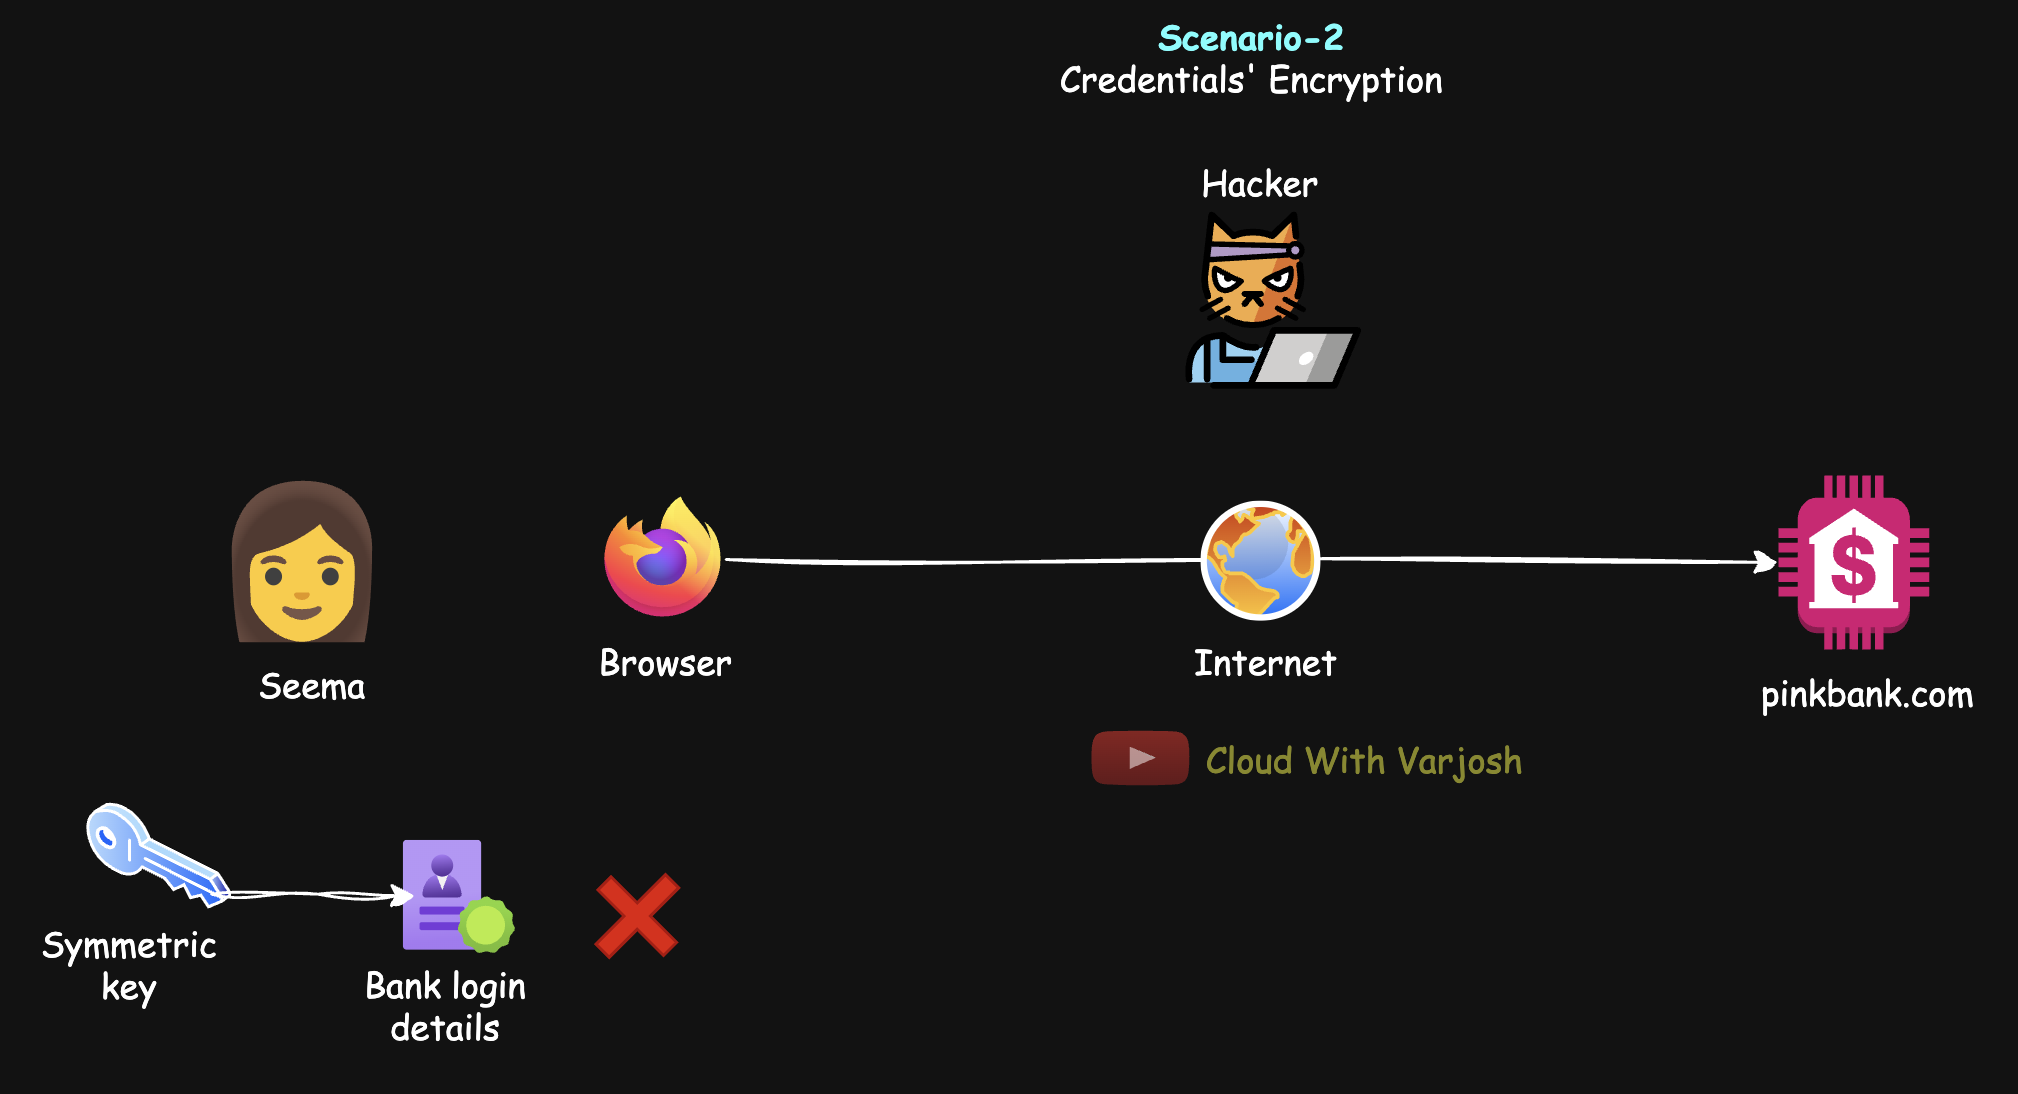 Scenario-2
Credentials' Encryption
Hacker
Seema
Browser
Internet
pinkbank.com
Cloud With Varjosh
Symmetric
key
Bank login
details